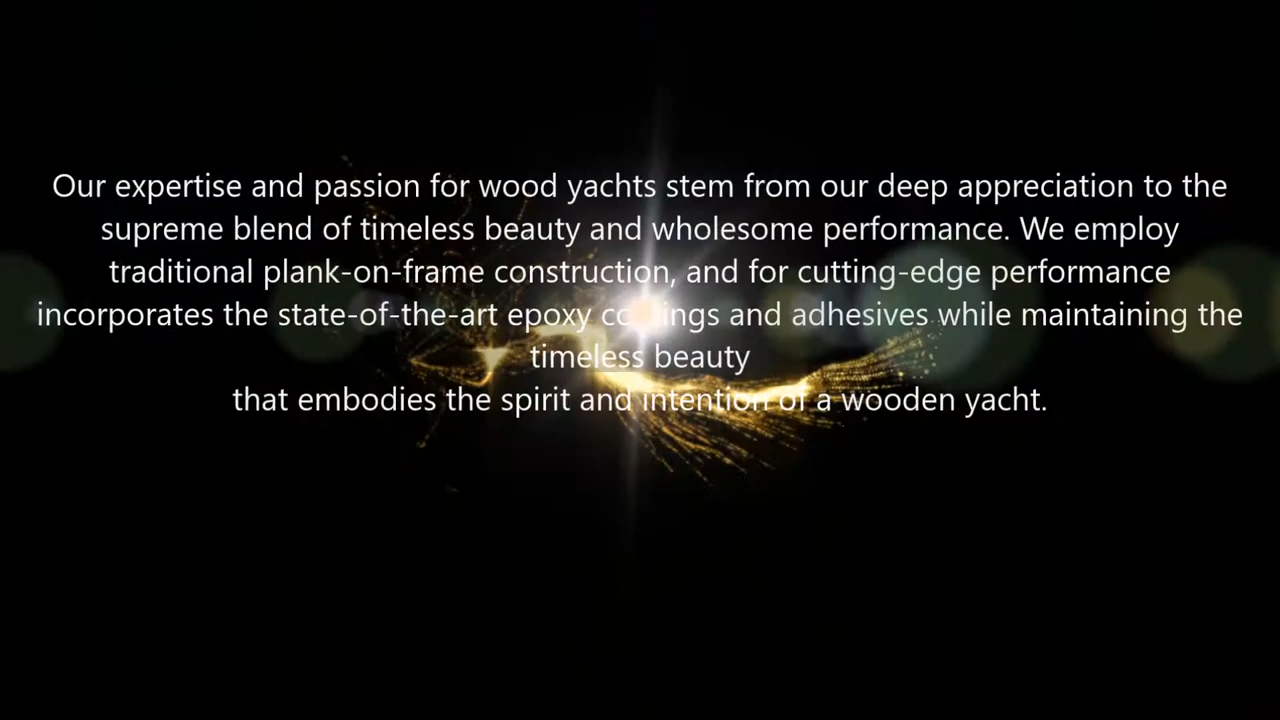 Our expertise and passion for wood yachts stem from our deep appreciation to the
supreme blend of timeless beauty and wholesome performance. We employ
traditional plank-on-frame construction, and for cutting-edge performance
incorporates the state-of-the-art epoxy coatings and adhesives while maintaining the
timeless beauty
that embodies the spirit and intention of a wooden yacht.